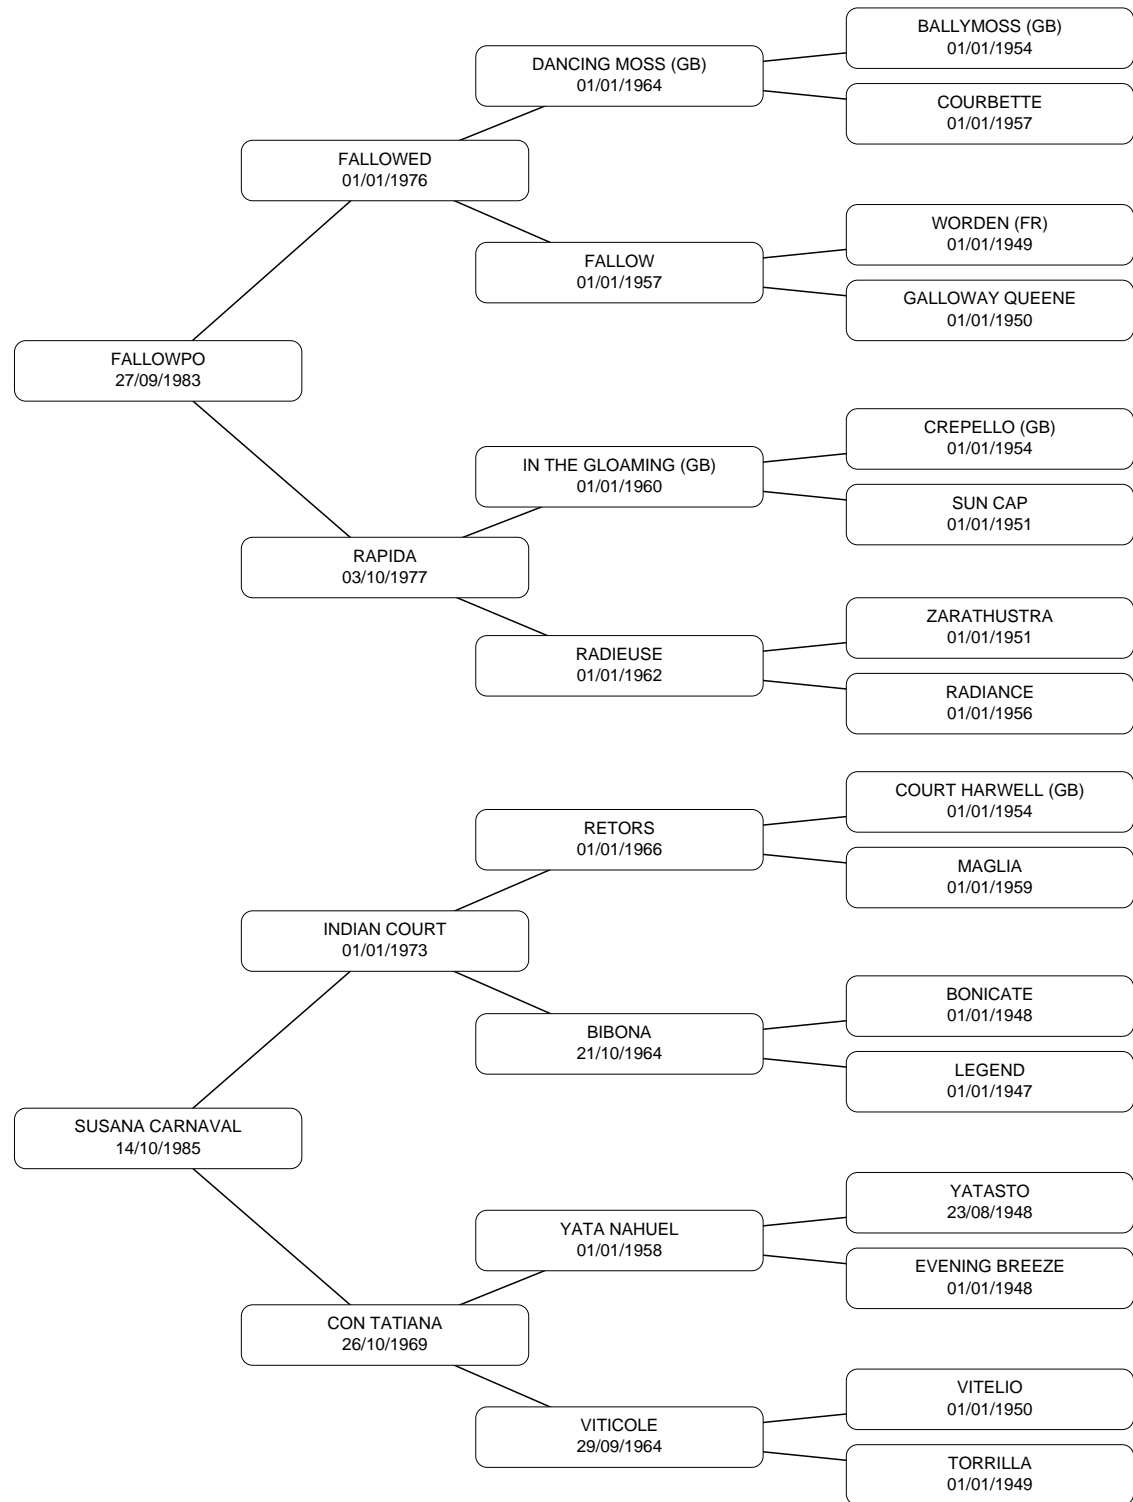 BALLYMOSS (GB)
01/01/1954
DANCING MOSS (GB)
01/01/1964
COURBETTE
01/01/1957
FALLOWED
01/01/1976
WORDEN (FR)
01/01/1949
FALLOW
01/01/1957
GALLOWAY QUEENE
01/01/1950
FALLOWPO
27/09/1983
CREPELLO (GB)
01/01/1954
IN THE GLOAMING (GB)
01/01/1960
SUN CAP
01/01/1951
RAPIDA
03/10/1977
ZARATHUSTRA
01/01/1951
RADIEUSE
01/01/1962
RADIANCE
01/01/1956
COURT HARWELL (GB)
01/01/1954
RETORS
01/01/1966
MAGLIA
01/01/1959
INDIAN COURT
01/01/1973
BONICATE
01/01/1948
BIBONA
21/10/1964
LEGEND
01/01/1947
SUSANA CARNAVAL
14/10/1985
YATASTO
23/08/1948
YATA NAHUEL
01/01/1958
EVENING BREEZE
01/01/1948
CON TATIANA
26/10/1969
VITELIO
01/01/1950
VITICOLE
29/09/1964
TORRILLA
01/01/1949